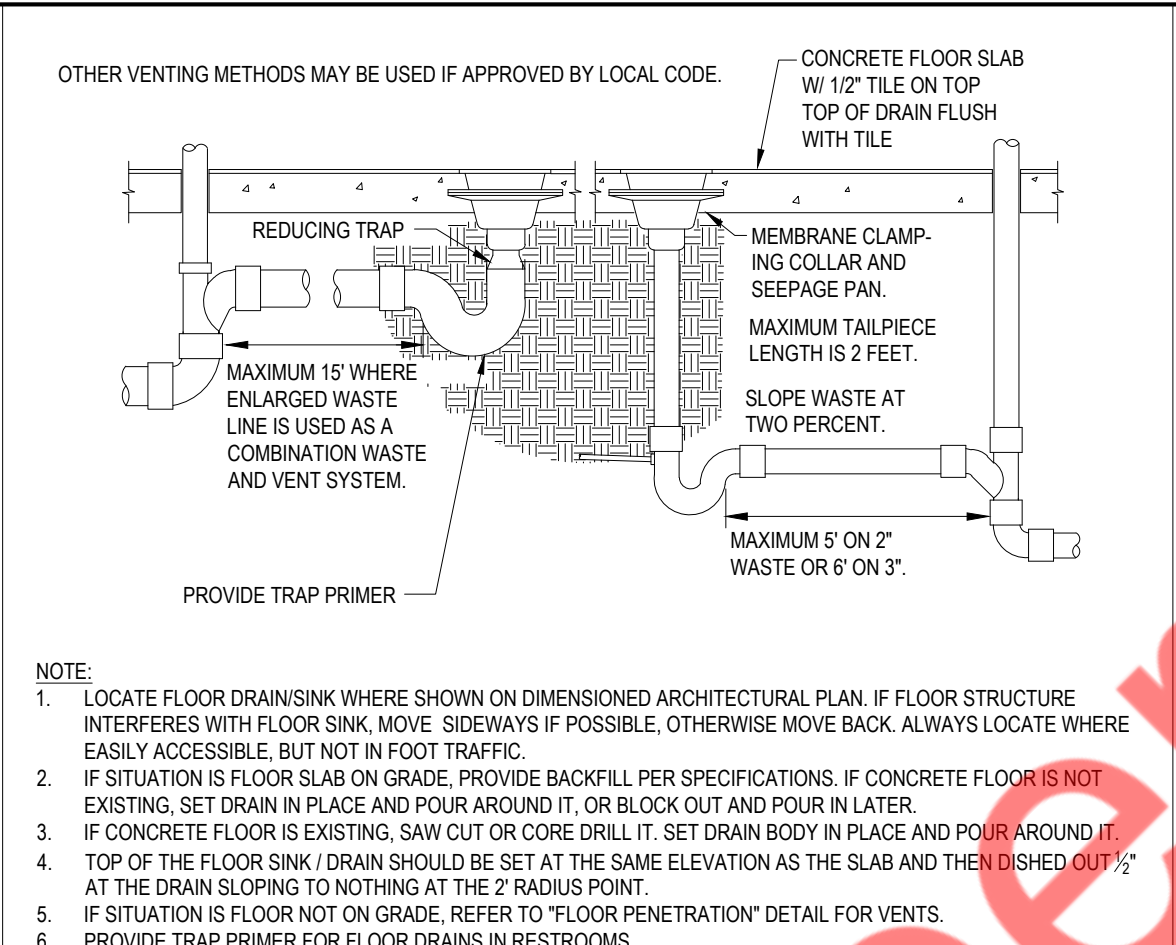 OTHER VENTING METHODS MAY BE USED IF APPROVED BY LOCAL CODE.
CONCRETE FLOOR SLAB
W/ 1/2" TILE ON TOP
TOP OF DRAIN FLUSH
WITH TILE
REDUCING TRAP
MEMBRANE CLAMP-
ING COLLAR AND
SEEPAGE PAN.
MAXIMUM TAILPIECE
LENGTH IS 2 FEET.
SLOPE WASTE AT
TWO PERCENT.
MAXIMUM 15' WHERE
ENLARGED WASTE
LINE IS USED AS A
COMBINATION WASTE
AND VENT SYSTEM.
MAXIMUM 5' ON 2"
WASTE OR 6' ON 3".
PROVIDE TRAP PRIMER
NOTE:
1. LOCATE FLOOR DRAIN/SINK WHERE SHOWN ON DIMENSIONED ARCHITECTURAL PLAN. IF FLOOR STRUCTURE
INTERFERES WITH FLOOR SINK, MOVE SIDEWAYS IF POSSIBLE, OTHERWISE MOVE BACK. ALWAYS LOCATE WHERE
EASILY ACCESSIBLE, BUT NOT IN FOOT TRAFFIC.
2. IF SITUATION IS FLOOR SLAB ON GRADE, PROVIDE BACKFILL PER SPECIFICATIONS. IF CONCRETE FLOOR IS NOT
EXISTING, SET DRAIN IN PLACE AND POUR AROUND IT, OR BLOCK OUT AND POUR IN LATER.
3. IF CONCRETE FLOOR IS EXISTING, SAW CUT OR CORE DRILL IT. SET DRAIN BODY IN PLACE AND POUR AROUND IT.
4. TOP OF THE FLOOR SINK / DRAIN SHOULD BE SET AT THE SAME ELEVATION AS THE SLAB AND THEN DISHED OUT ½"
AT THE DRAIN SLOPING TO NOTHING AT THE 2' RADIUS POINT.
5. IF SITUATION IS FLOOR NOT ON GRADE, REFER TO "FLOOR PENETRATION" DETAIL FOR VENTS.
6. PROVIDE TRAP PRIMER FOR FLOOR DRAINS IN RESTROOMS